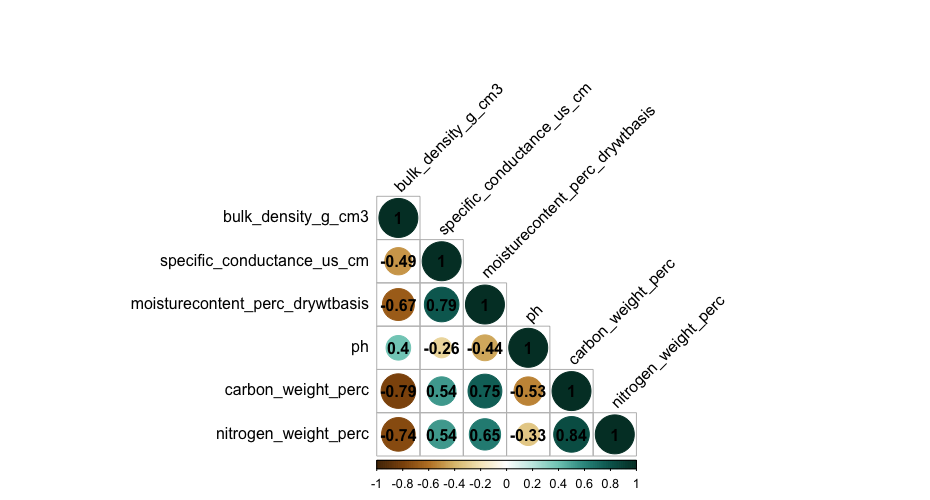 bulk_density_g_cm3
specific_conductance_us_cm
moisturecontent_perc_drywtbasis
ph
carbon_weight_perc
nitrogen_weight_perc
bulk_density_g_cm3 1
specific_conductance_us_cm -0.49 1
moisturecontent_perc_drywtbasis -0.67 0.79 1
ph 0.4 -0.26 -0.44 1
carbon_weight_perc -0.79 0.54 0.75 -0.53 1
nitrogen_weight_perc -0.74 0.54 0.65 -0.33 0.84 1
-1 -0.8 -0.6 -0.4 -0.2 0 0.2 0.4 0.6 0.8 1